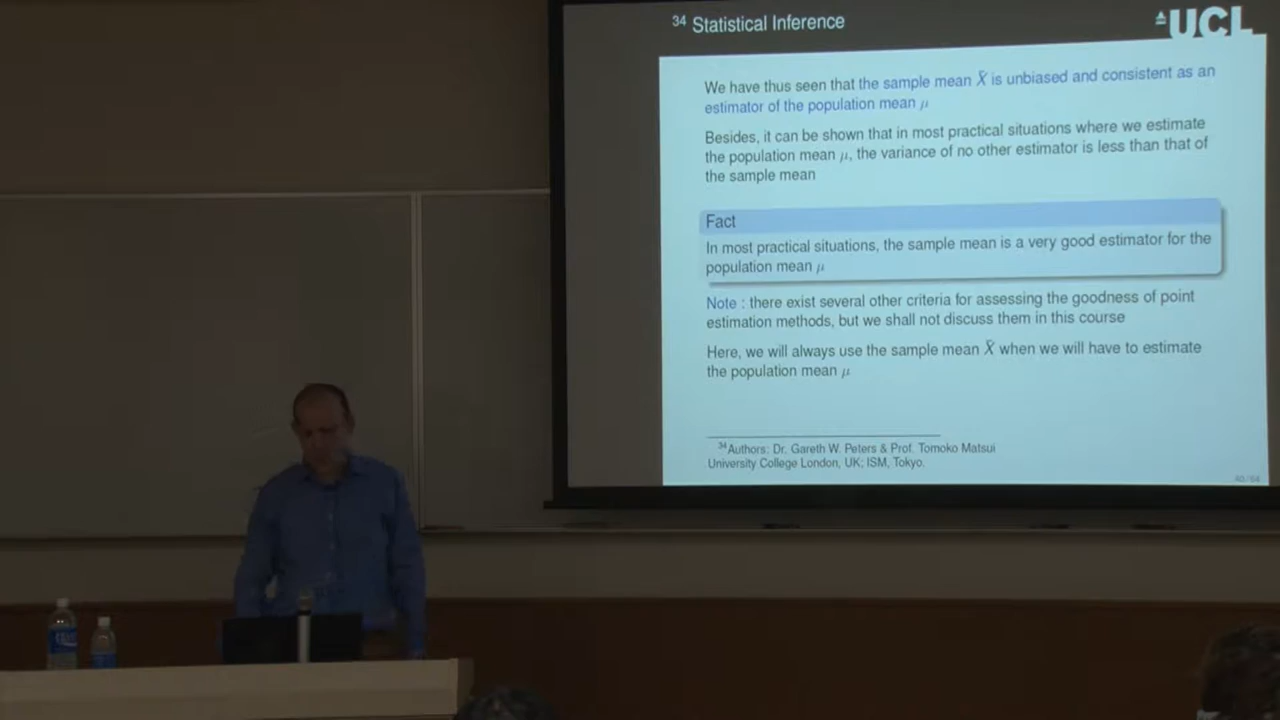 34 Statistical Inference
UCL
We have thus seen that the sample mean X̄ is unbiased and consistent as an
estimator of the population mean μ
Besides, it can be shown that in most practical situations where we estimate
the population mean μ, the variance of no other estimator is less than that of
the sample mean
Fact
In most practical situations, the sample mean is a very good estimator for the
population mean μ
Note : there exist several other criteria for assessing the goodness of point
estimation methods, but we shall not discuss them in this course
Here, we will always use the sample mean X̄ when we will have to estimate
the population mean μ
34Authors: Dr. Gareth W. Peters & Prof. Tomoko Matsui
University College London, UK; ISM, Tokyo.